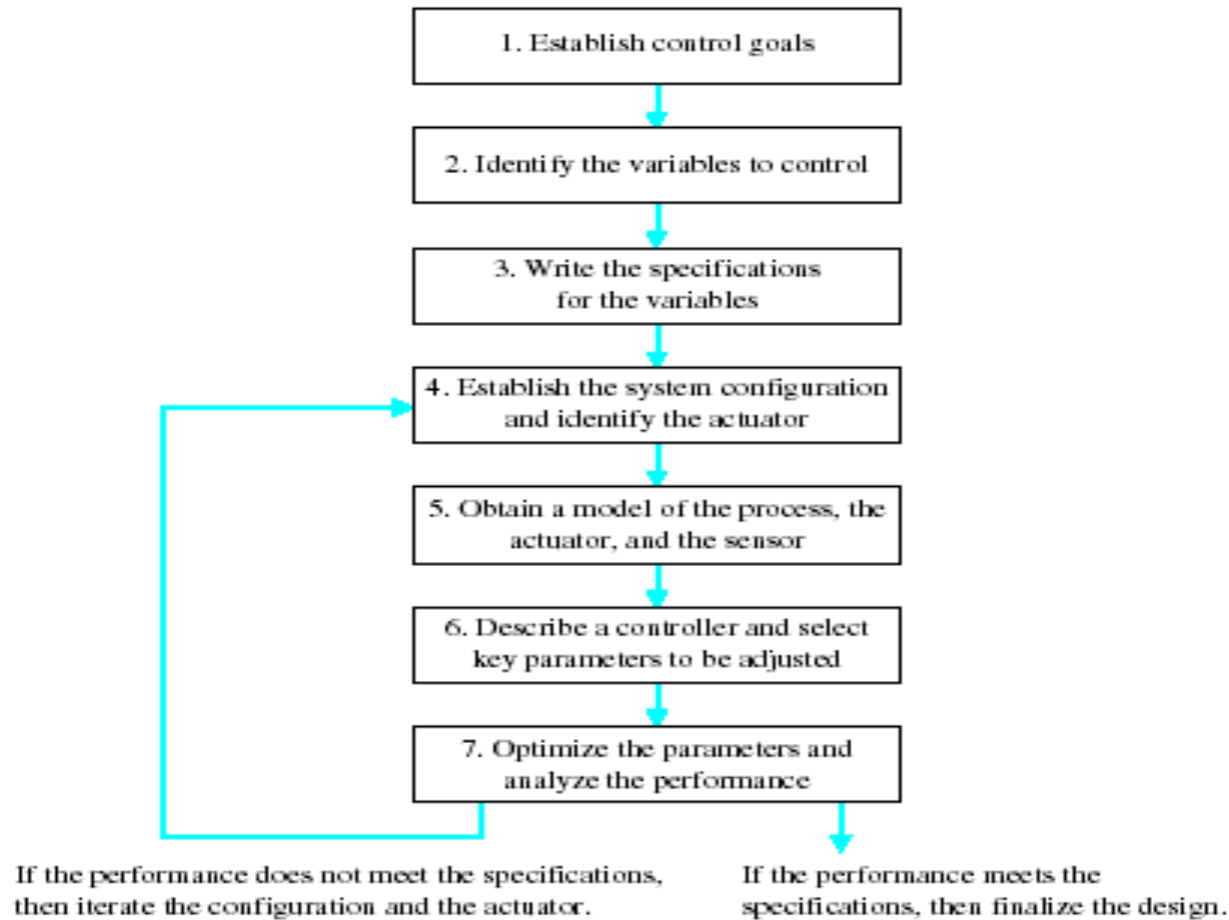 1. Establish control goals
2. Identify the variables to control
3. Write the specifications
for the variables
4. Establish the system configuration
and identify the actuator
5. Obtain a model of the process, the
actuator, and the sensor
6. Describe a controller and select
key parameters to be adjusted
7. Optimize the parameters and
analyze the performance
If the performance does not meet the specifications,
then iterate the configuration and the actuator.
If the performance meets the
specifications, then finalize the design.